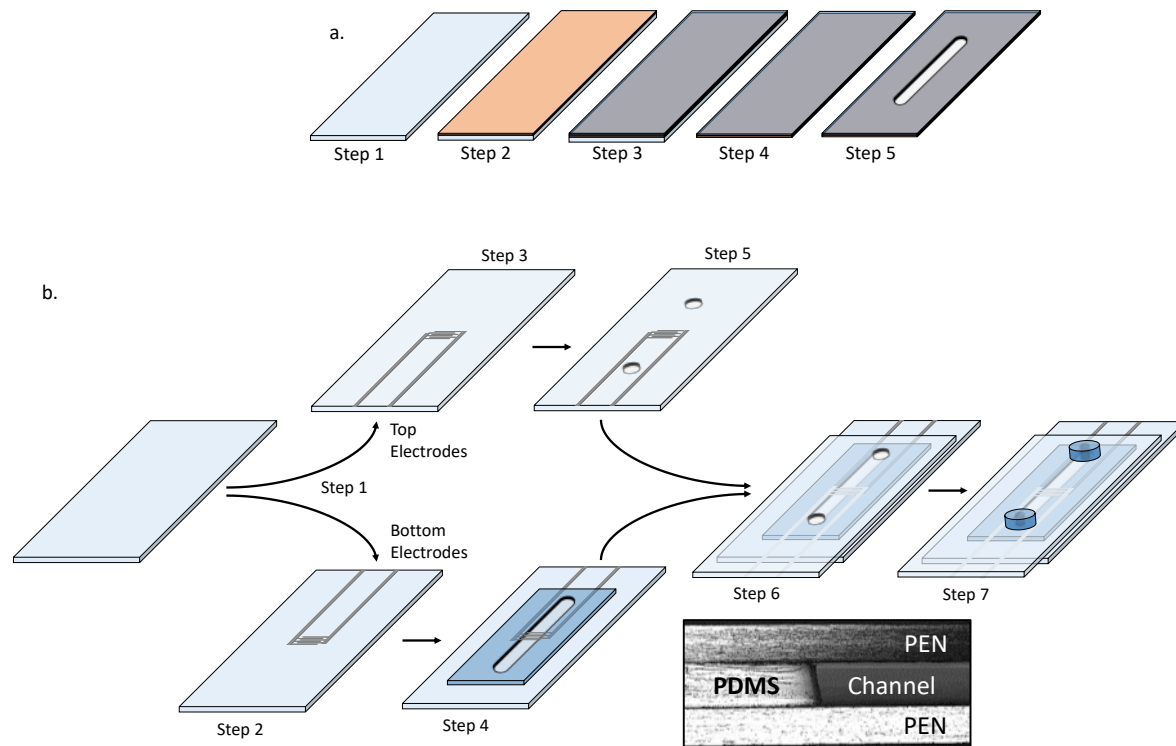 a.
Step 1
Step 2
Step 3
Step 4
Step 5
b.
Step 3
Step 5
Top
Electrodes
Step 1
Bottom
Electrodes
Step 2
Step 4
Step 6
Step 7
PEN
PDMS Channel
PEN